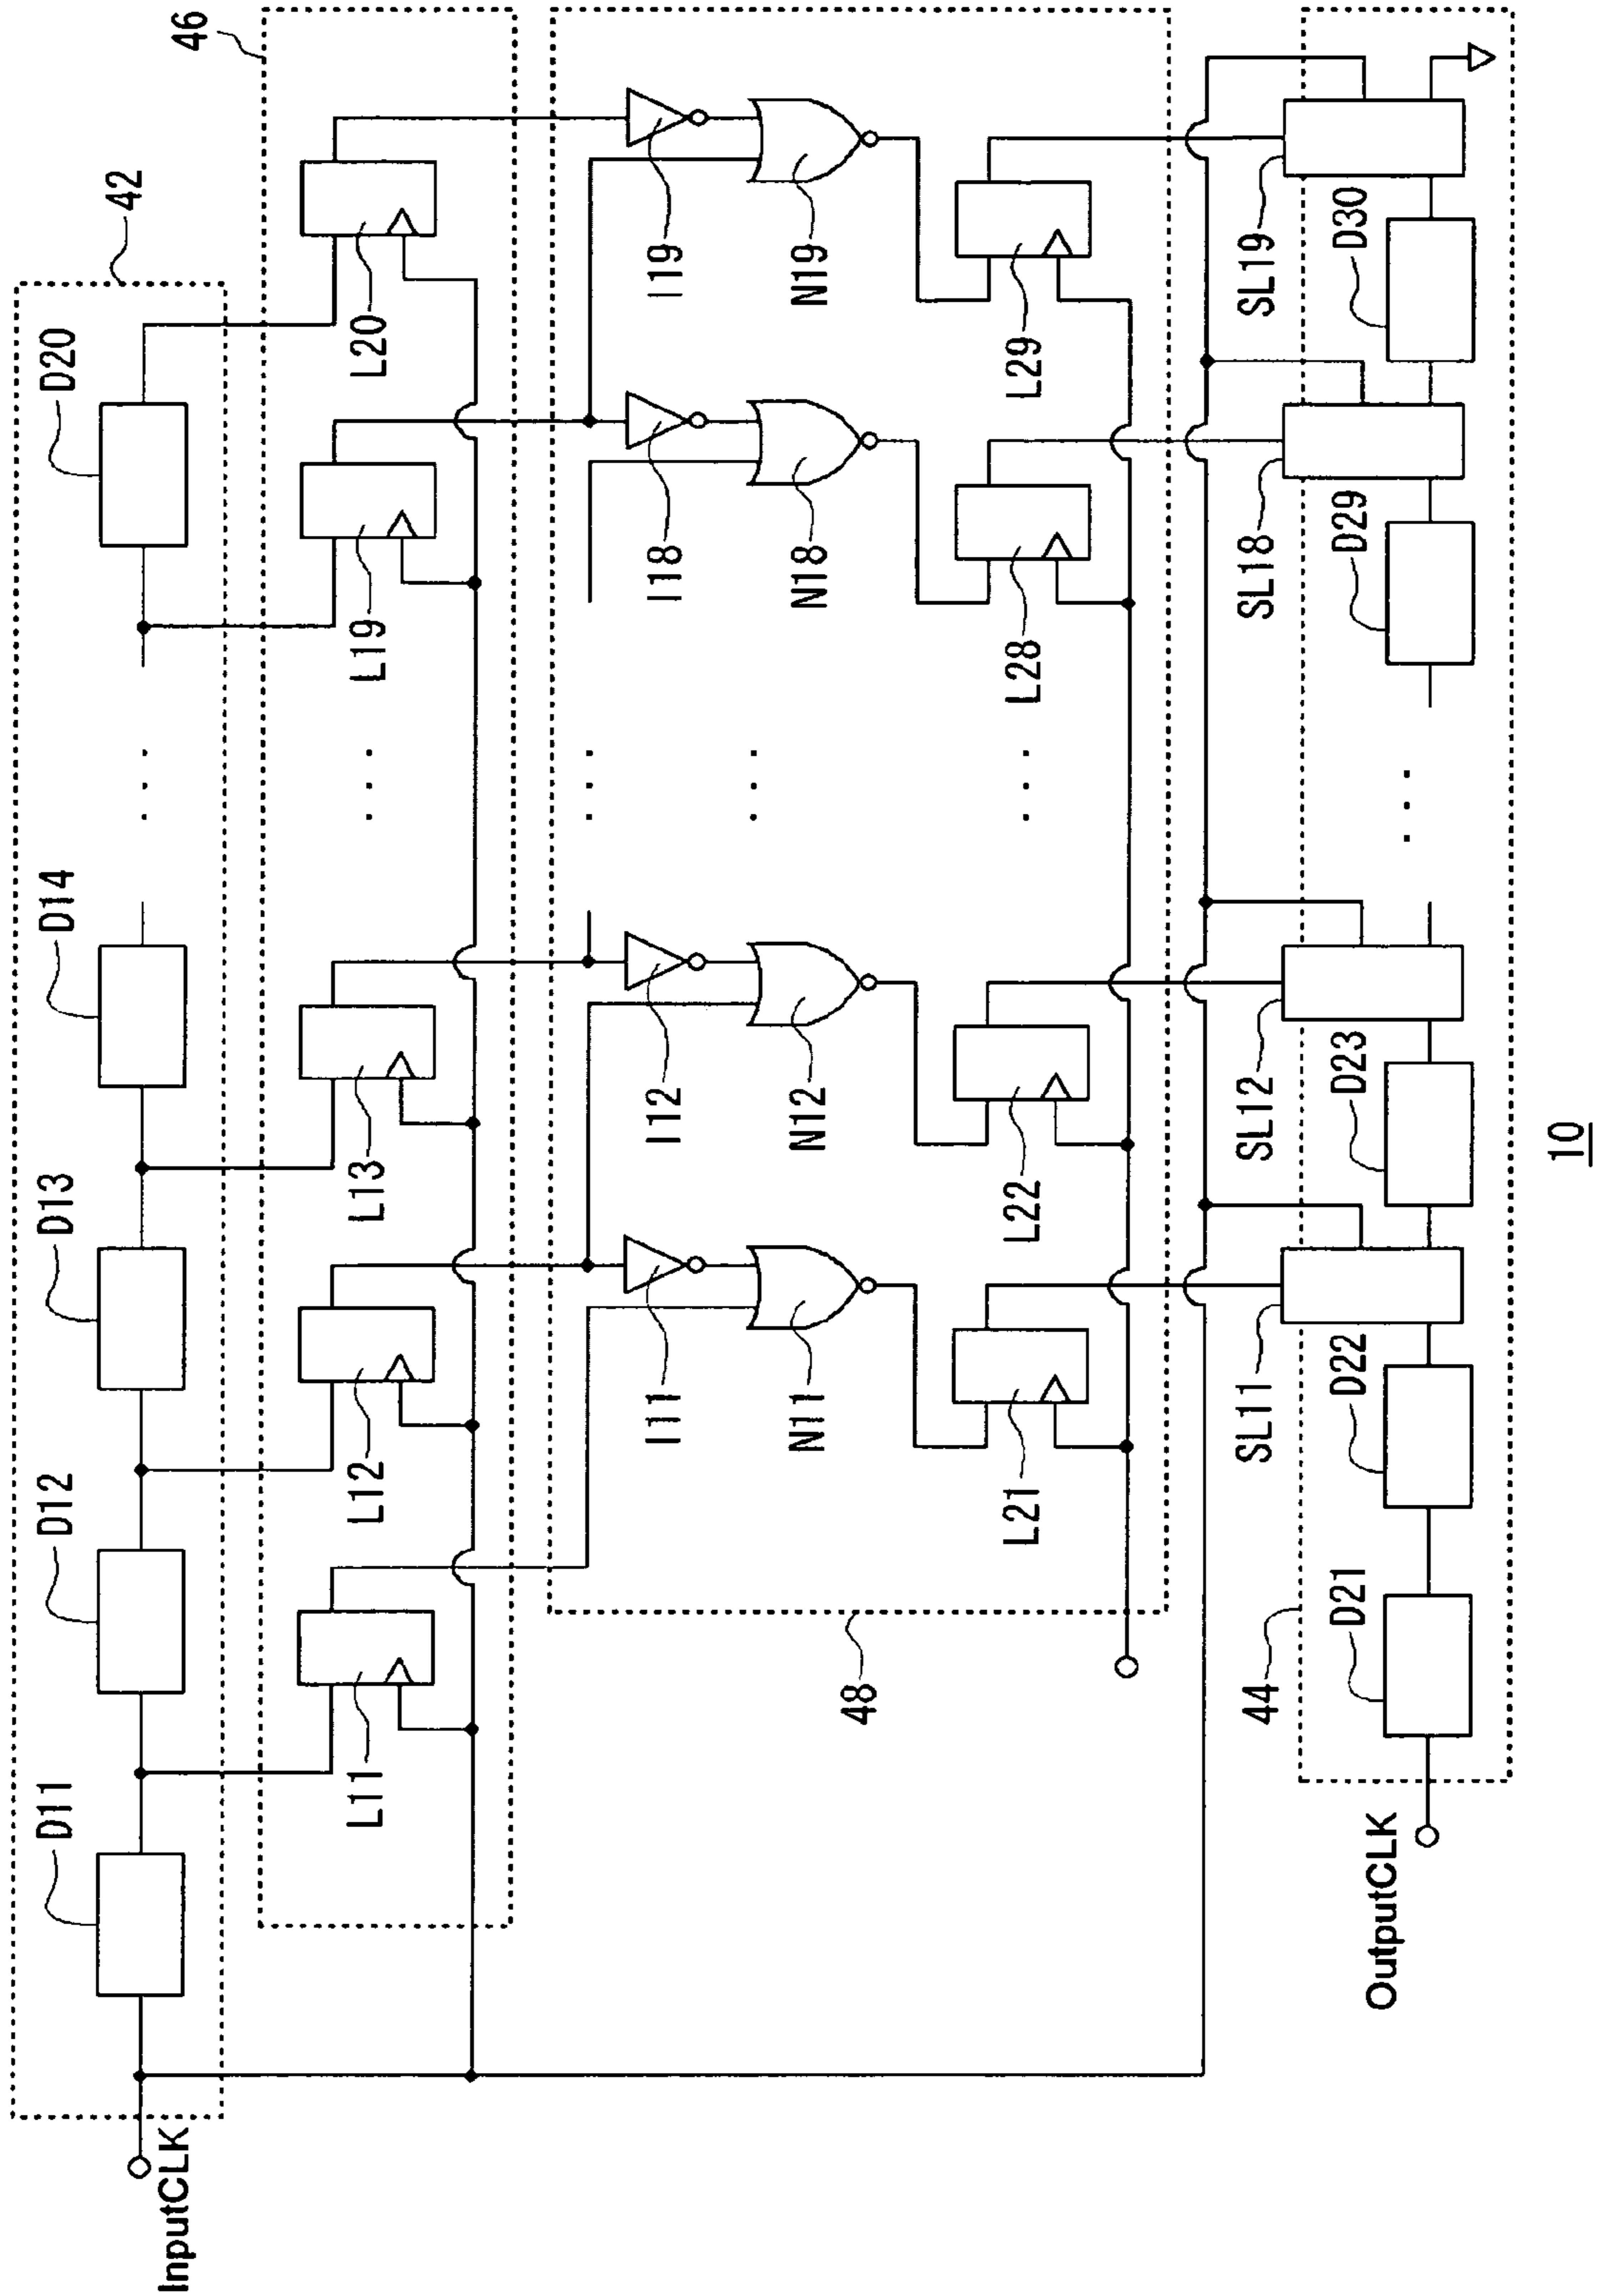 InputCLK
D11
D12
D13
D14
D20
42
46
L11
L12
L13
L19
L20
I11
I12
I18
I19
N11
N12
N18
N19
48
L21
L22
L28
L29
SL11
SL12
SL18
SL19
44
D21
D22
D23
D29
D30
OutputCLK
10